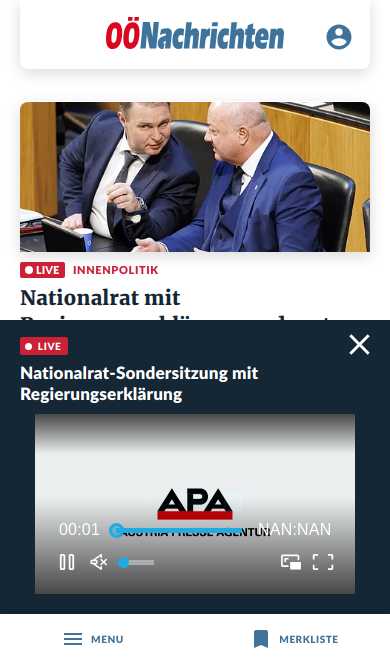 OÖNachrichten
LIVE INNENPOLITIK
Nationalrat mit
LIVE
Nationalrat-Sondersitzung mit
Regierungserklärung
APA
00:01 NAN:NAN
AUSTRIA PRESSE AGENTUR
MENU MERKLISTE